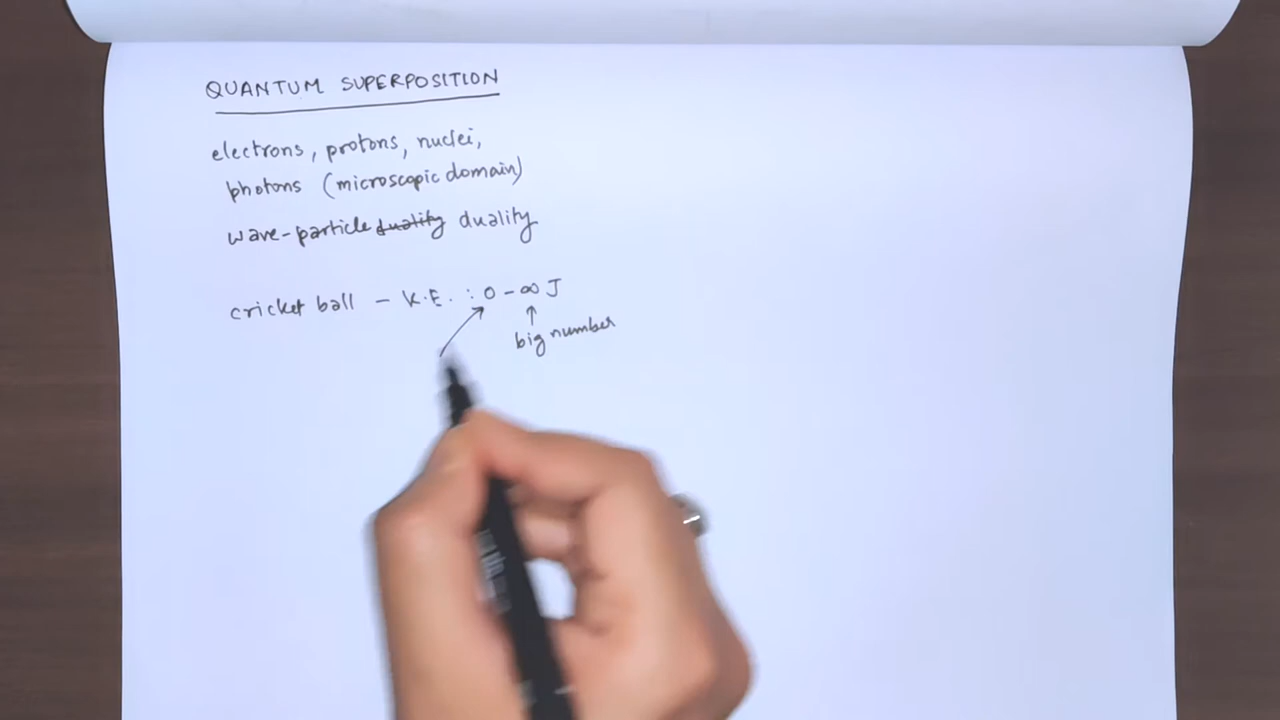 QUANTUM SUPERPOSITION
electrons, protons, nuclei,
photons (microscopic domain)
wave-particle duality duality
cricket ball - K.E. : 0 - ∞ J
↑
big number